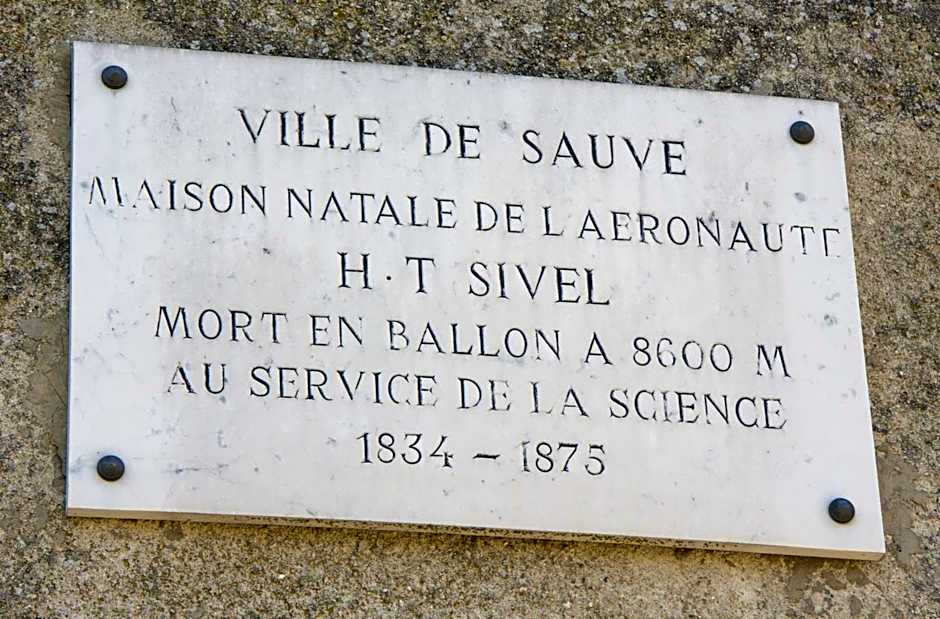 VILLE DE SAUVE
MAISON NATALE DE L AERONAUTE
H·T SIVEL
MORT EN BALLON A 8600 M
AU SERVICE DE LA SCIENCE
1834 - 1875